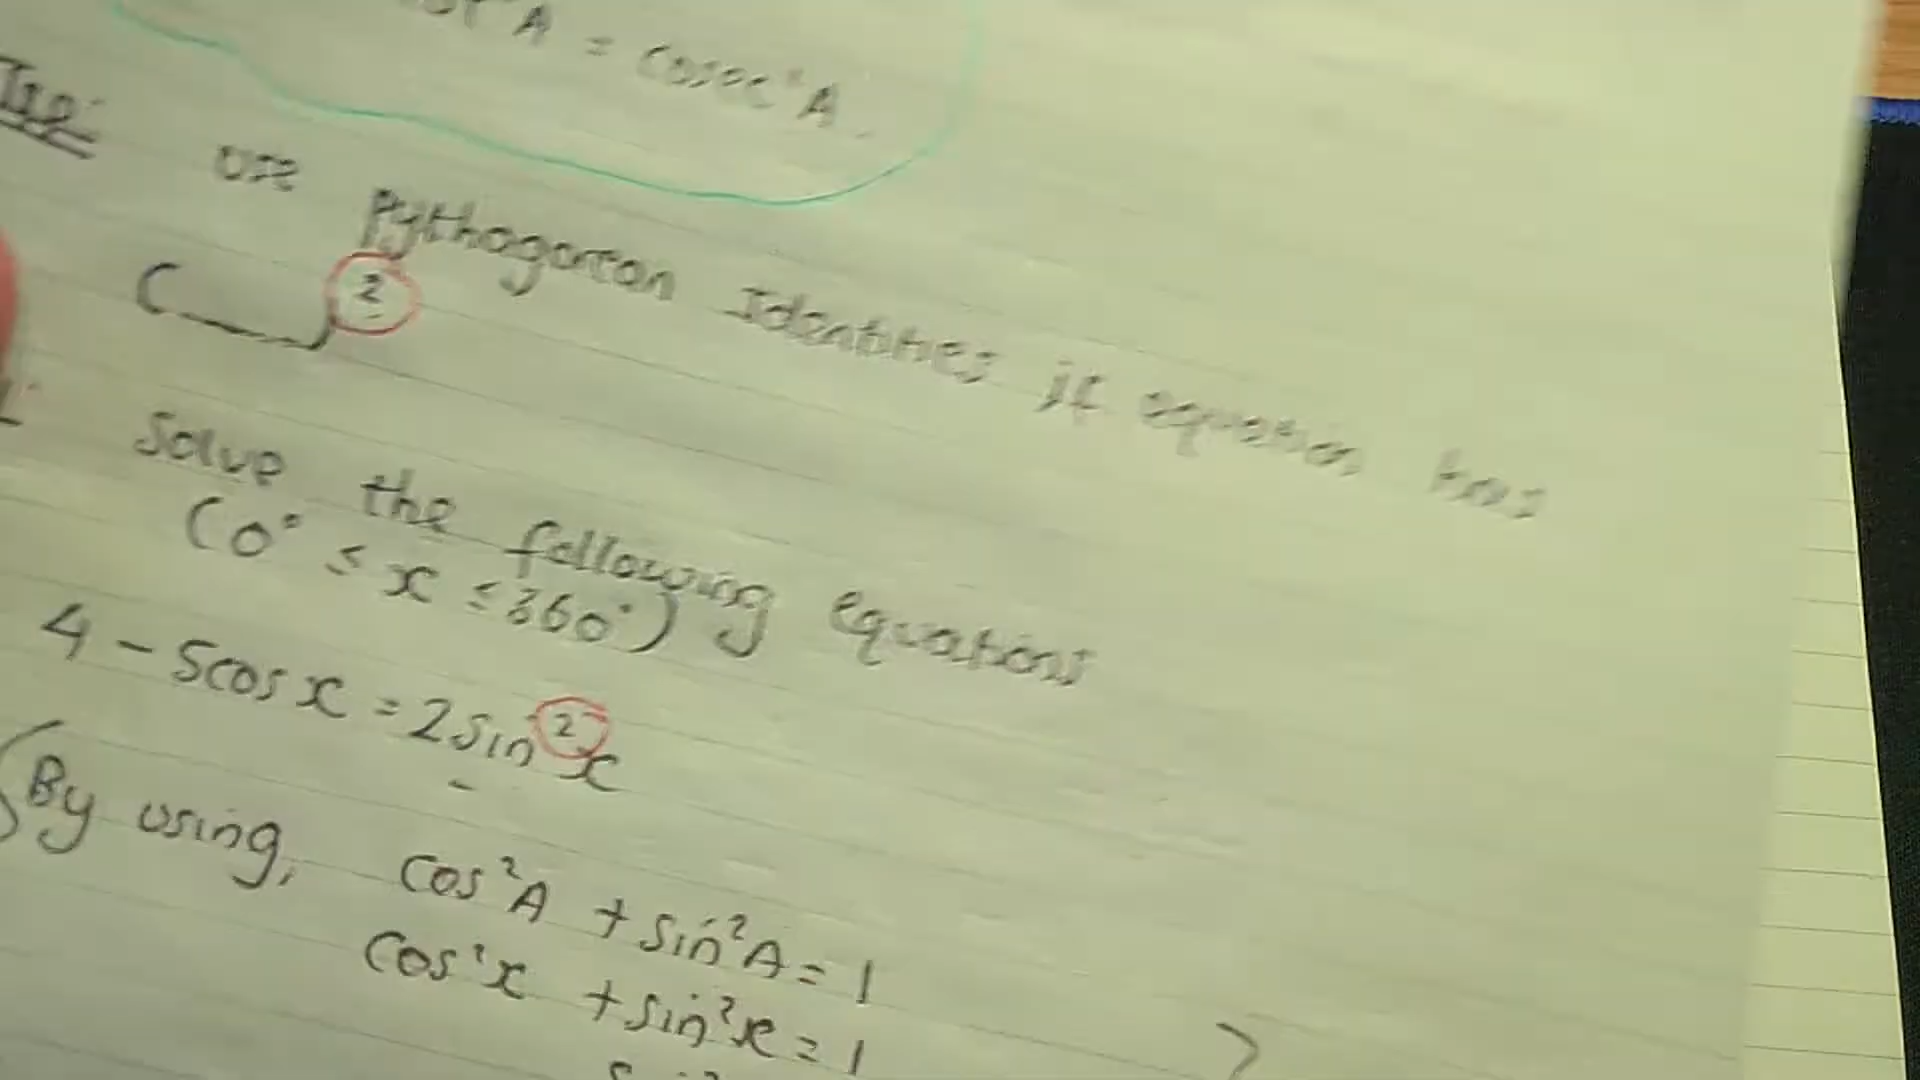 A = cosec²A
Tip:- use Pythagorean Identities if equation has
( )²
Solve the following equations
(0° ≤ x ≤ 360°)
4 - 5cos x = 2sin²x
(By using, cos²A + sin²A = 1
cos²x + sin²x = 1